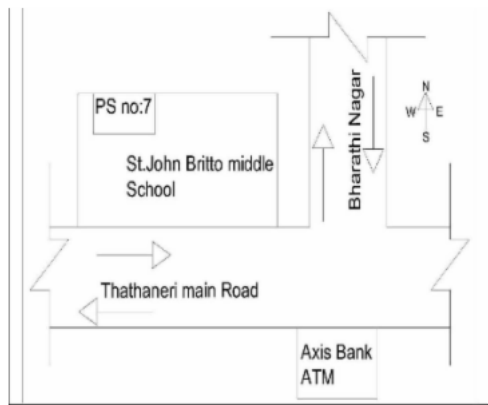 PS no:7
St.John Britto middle
School
Bharathi Nagar
N
W E
S
Thathaneri main Road
Axis Bank
ATM